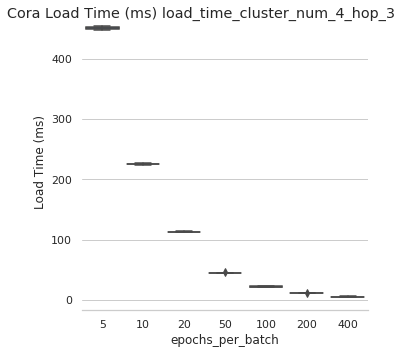 Cora Load Time (ms) load_time_cluster_num_4_hop_3
Load Time (ms)
400
300
200
100
0
5 10 20 50 100 200 400
epochs_per_batch